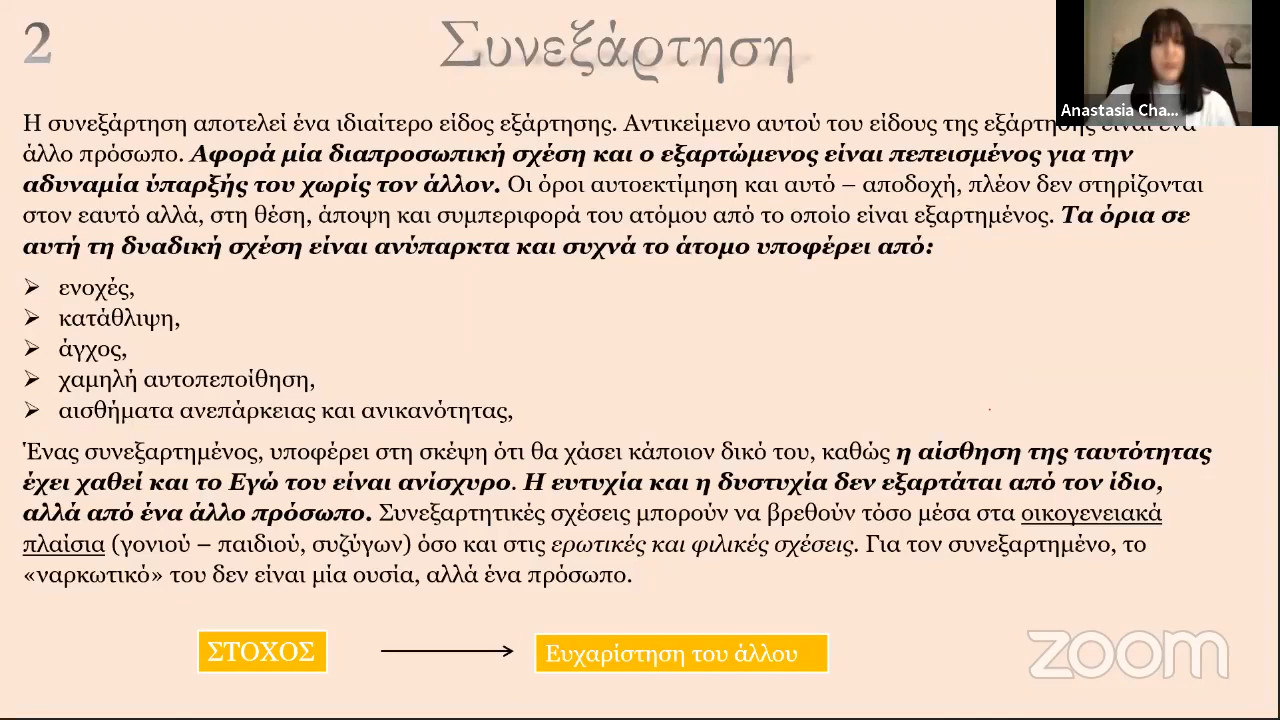 2
Συνεξάρτηση
Anastasia Cha...
Η συνεξάρτηση αποτελεί ένα ιδιαίτερο είδος εξάρτησης. Αντικείμενο αυτού του είδους της εξάρτησης είναι ένα
άλλο πρόσωπο. Αφορά μία διαπροσωπική σχέση και ο εξαρτώμενος είναι πεπεισμένος για την
αδυναμία ύπαρξής του χωρίς τον άλλον. Οι όροι αυτοεκτίμηση και αυτό – αποδοχή, πλέον δεν στηρίζονται
στον εαυτό αλλά, στη θέση, άποψη και συμπεριφορά του ατόμου από το οποίο είναι εξαρτημένος. Τα όρια σε
αυτή τη δυαδική σχέση είναι ανύπαρκτα και συχνά το άτομο υποφέρει από:
➢ ενοχές,
➢ κατάθλιψη,
➢ άγχος,
➢ χαμηλή αυτοπεποίθηση,
➢ αισθήματα ανεπάρκειας και ανικανότητας,
Ένας συνεξαρτημένος, υποφέρει στη σκέψη ότι θα χάσει κάποιον δικό του, καθώς η αίσθηση της ταυτότητας
έχει χαθεί και το Εγώ του είναι ανίσχυρο. Η ευτυχία και η δυστυχία δεν εξαρτάται από τον ίδιο,
αλλά από ένα άλλο πρόσωπο. Συνεξαρτητικές σχέσεις μπορούν να βρεθούν τόσο μέσα στα οικογενειακά
πλαίσια (γονιού – παιδιού, συζύγων) όσο και στις ερωτικές και φιλικές σχέσεις. Για τον συνεξαρτημένο, το
«ναρκωτικό» του δεν είναι μία ουσία, αλλά ένα πρόσωπο.
ΣΤΟΧΟΣ
Ευχαρίστηση του άλλου
zoom